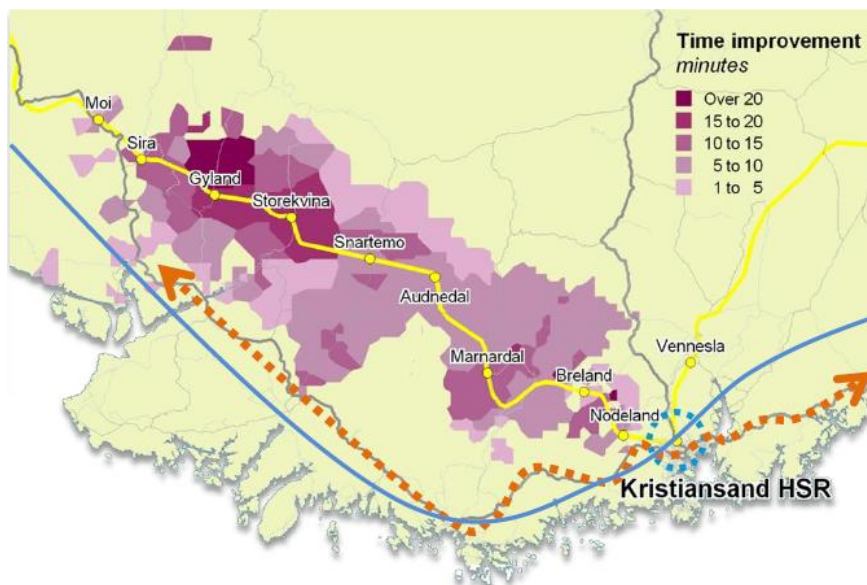 Time improvement
minutes
Over 20
15 to 20
10 to 15
5 to 10
1 to 5
Moi
Sira
Gyland
Storekvina
Snartemo
Audnedal
Marnardal
Breland
Vennesla
Nodeland
Kristiansand HSR